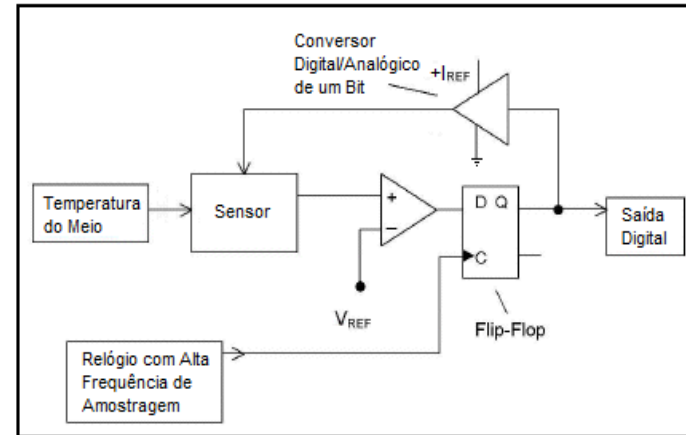 Conversor
Digital/Analógico
de um Bit
+IREF
Temperatura
do Meio
Sensor
+
−
D Q
C
Saída
Digital
VREF
Flip-Flop
Relógio com Alta
Frequência de
Amostragem